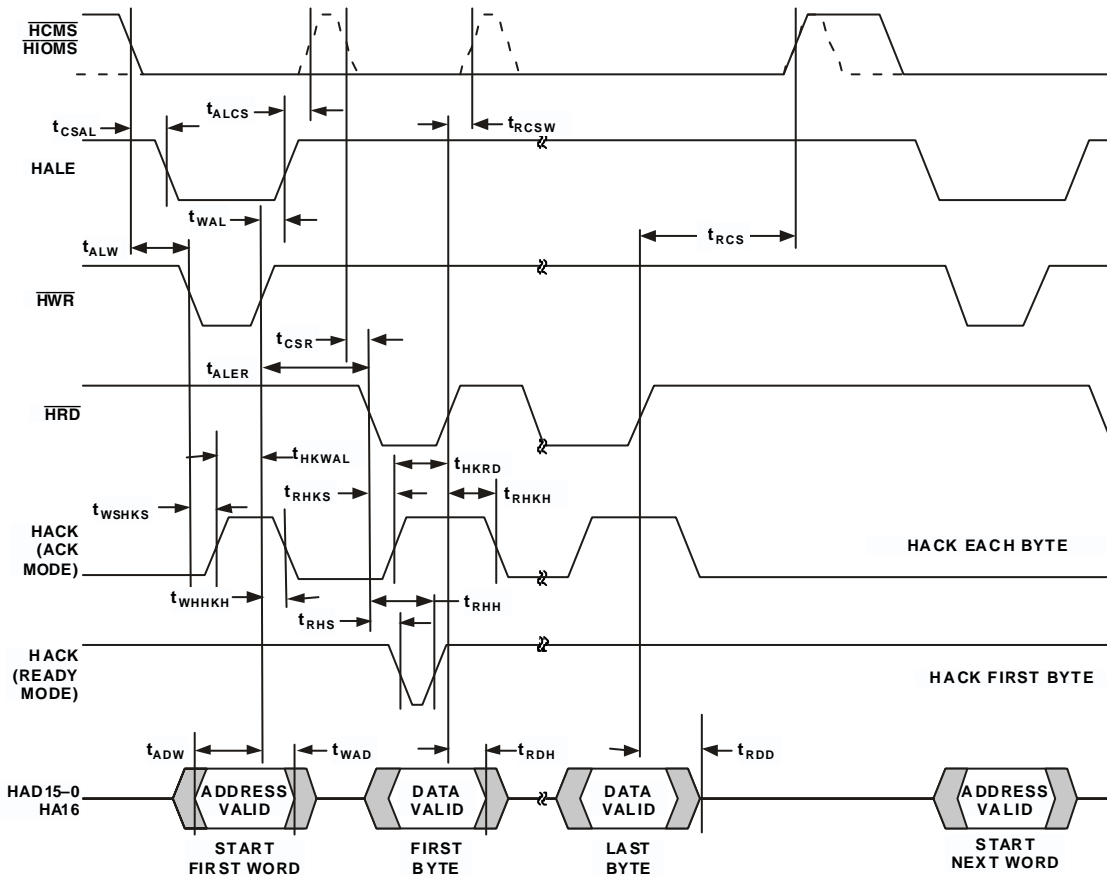 HCMS
HIOMS
tALCS
tCSAL
tRCSW
HALE
tWAL
tALW
tRCS
HWR
tCSR
tALER
HRD
tHKWAL
tHKRD
tRHKS
tRHKH
tWSHKS
HACK
(ACK
MODE)
HACK EACH BYTE
tWHHKH
tRHH
tRHS
HACK
(READY
MODE)
HACK FIRST BYTE
tADW
tWAD
tRDH
tRDD
HAD15–0
HA16
ADDRESS
VALID
DATA
VALID
DATA
VALID
ADDRESS
VALID
START
FIRST WORD
FIRST
BYTE
LAST
BYTE
START
NEXT WORD